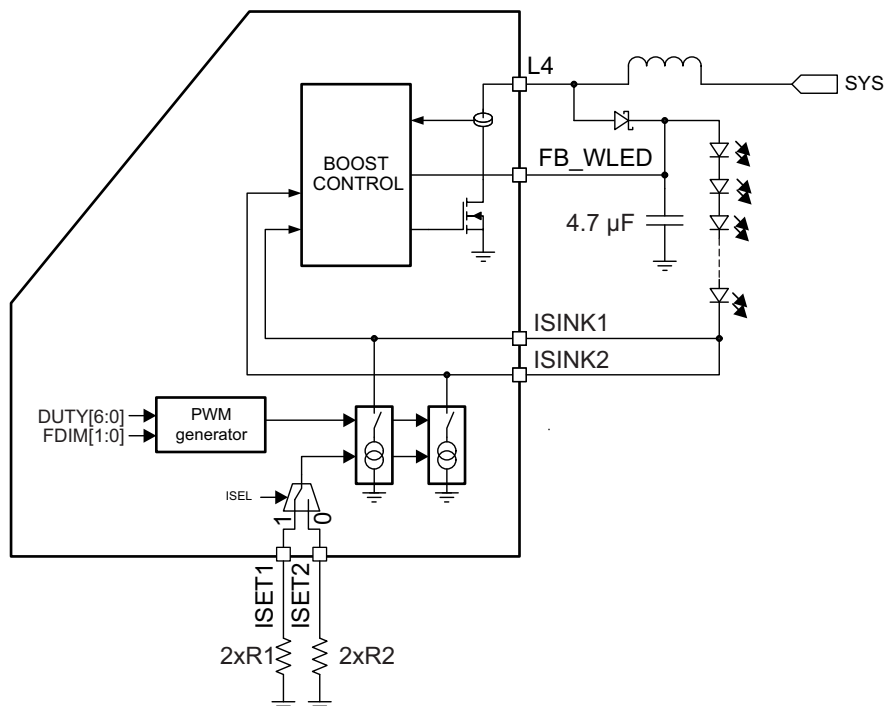 L4
SYS
BOOST
CONTROL
FB_WLED
4.7 µF
ISINK1
ISINK2
DUTY[6:0]
FDIM[1:0]
PWM
generator
ISEL
1
0
ISET1
ISET2
2xR1
2xR2